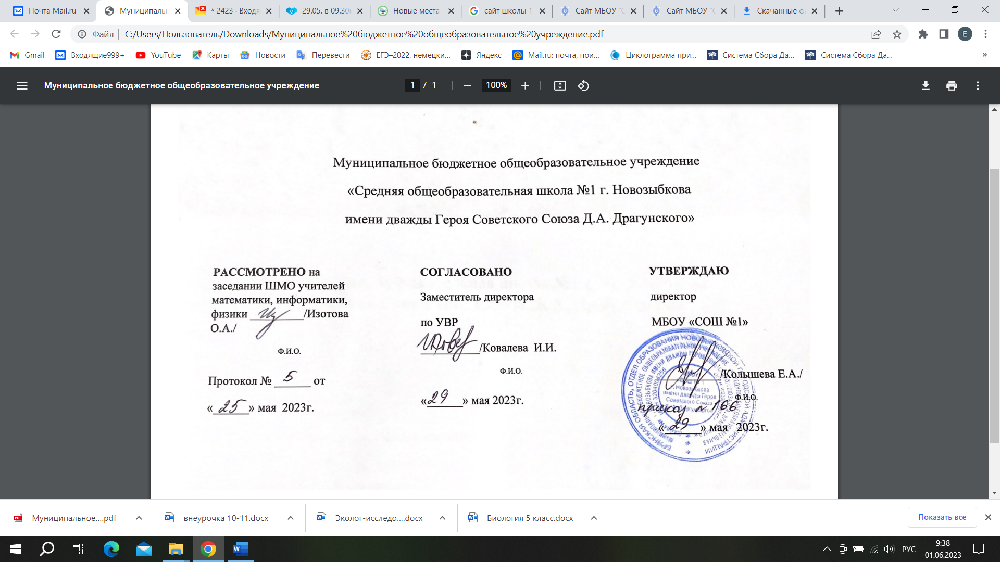 Почта Mail.ru
Муниципальн
* 2423 · Входя
29.05. в 09.30
Новые места
сайт школы 1
Сайт МБОУ "С
Сайт МБОУ "С
Скачанные ф
Файл
C:/Users/Пользователь/Downloads/Муниципальное%20бюджетное%20общеобразовательное%20учреждение.pdf
E
Gmail
Входящие999+
YouTube
Карты
Новости
Перевести
ЕГЭ–2022, немецки...
Яндекс
Mail.ru: почта, пои...
Циклограмма при...
Система Сбора Да...
Система Сбора Да...
»
Муниципальное бюджетное общеобразовательное учреждение
1 / 1
100%
Муниципальное бюджетное общеобразовательное учреждение
«Средняя общеобразовательная школа №1 г. Новозыбкова
имени дважды Героя Советского Союза Д.А. Драгунского»
РАССМОТРЕНО на
заседании ШМО учителей
математики, информатики,
физики /Изотова
О.А./
Ф.И.О.
Протокол № 5 от
«25» мая 2023г.
СОГЛАСОВАНО
Заместитель директора
по УВР
/Ковалева И.И.
Ф.И.О.
«29» мая 2023г.
УТВЕРЖДАЮ
директор
МБОУ «СОШ №1»
/Колышева Е.А./
Ф.И.О.
приказ № 166
«29» мая 2023г.
г. Новозыбкова
имени дважды Героя
Советского Союза
Муниципальное....pdf
внеурочка 10-11.docx
Эколог-исследо....docx
Биология 5 класс.docx
Показать все
РУС
9:38
01.06.2023